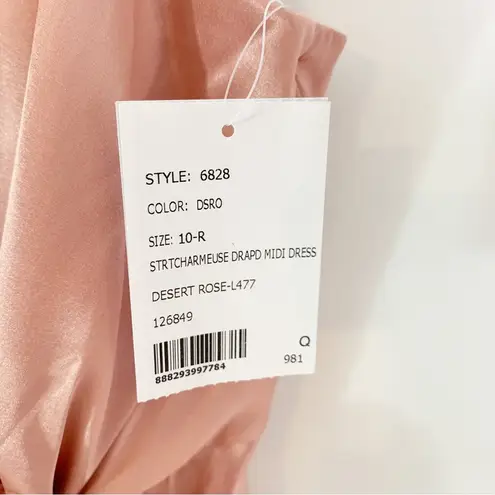 STYLE: 6828
COLOR: DSRO
SIZE: 10-R
STRTCHARMEUSE DRAPD MIDI DRESS
DESERT ROSE-L477
126849
888293997784
Q
981